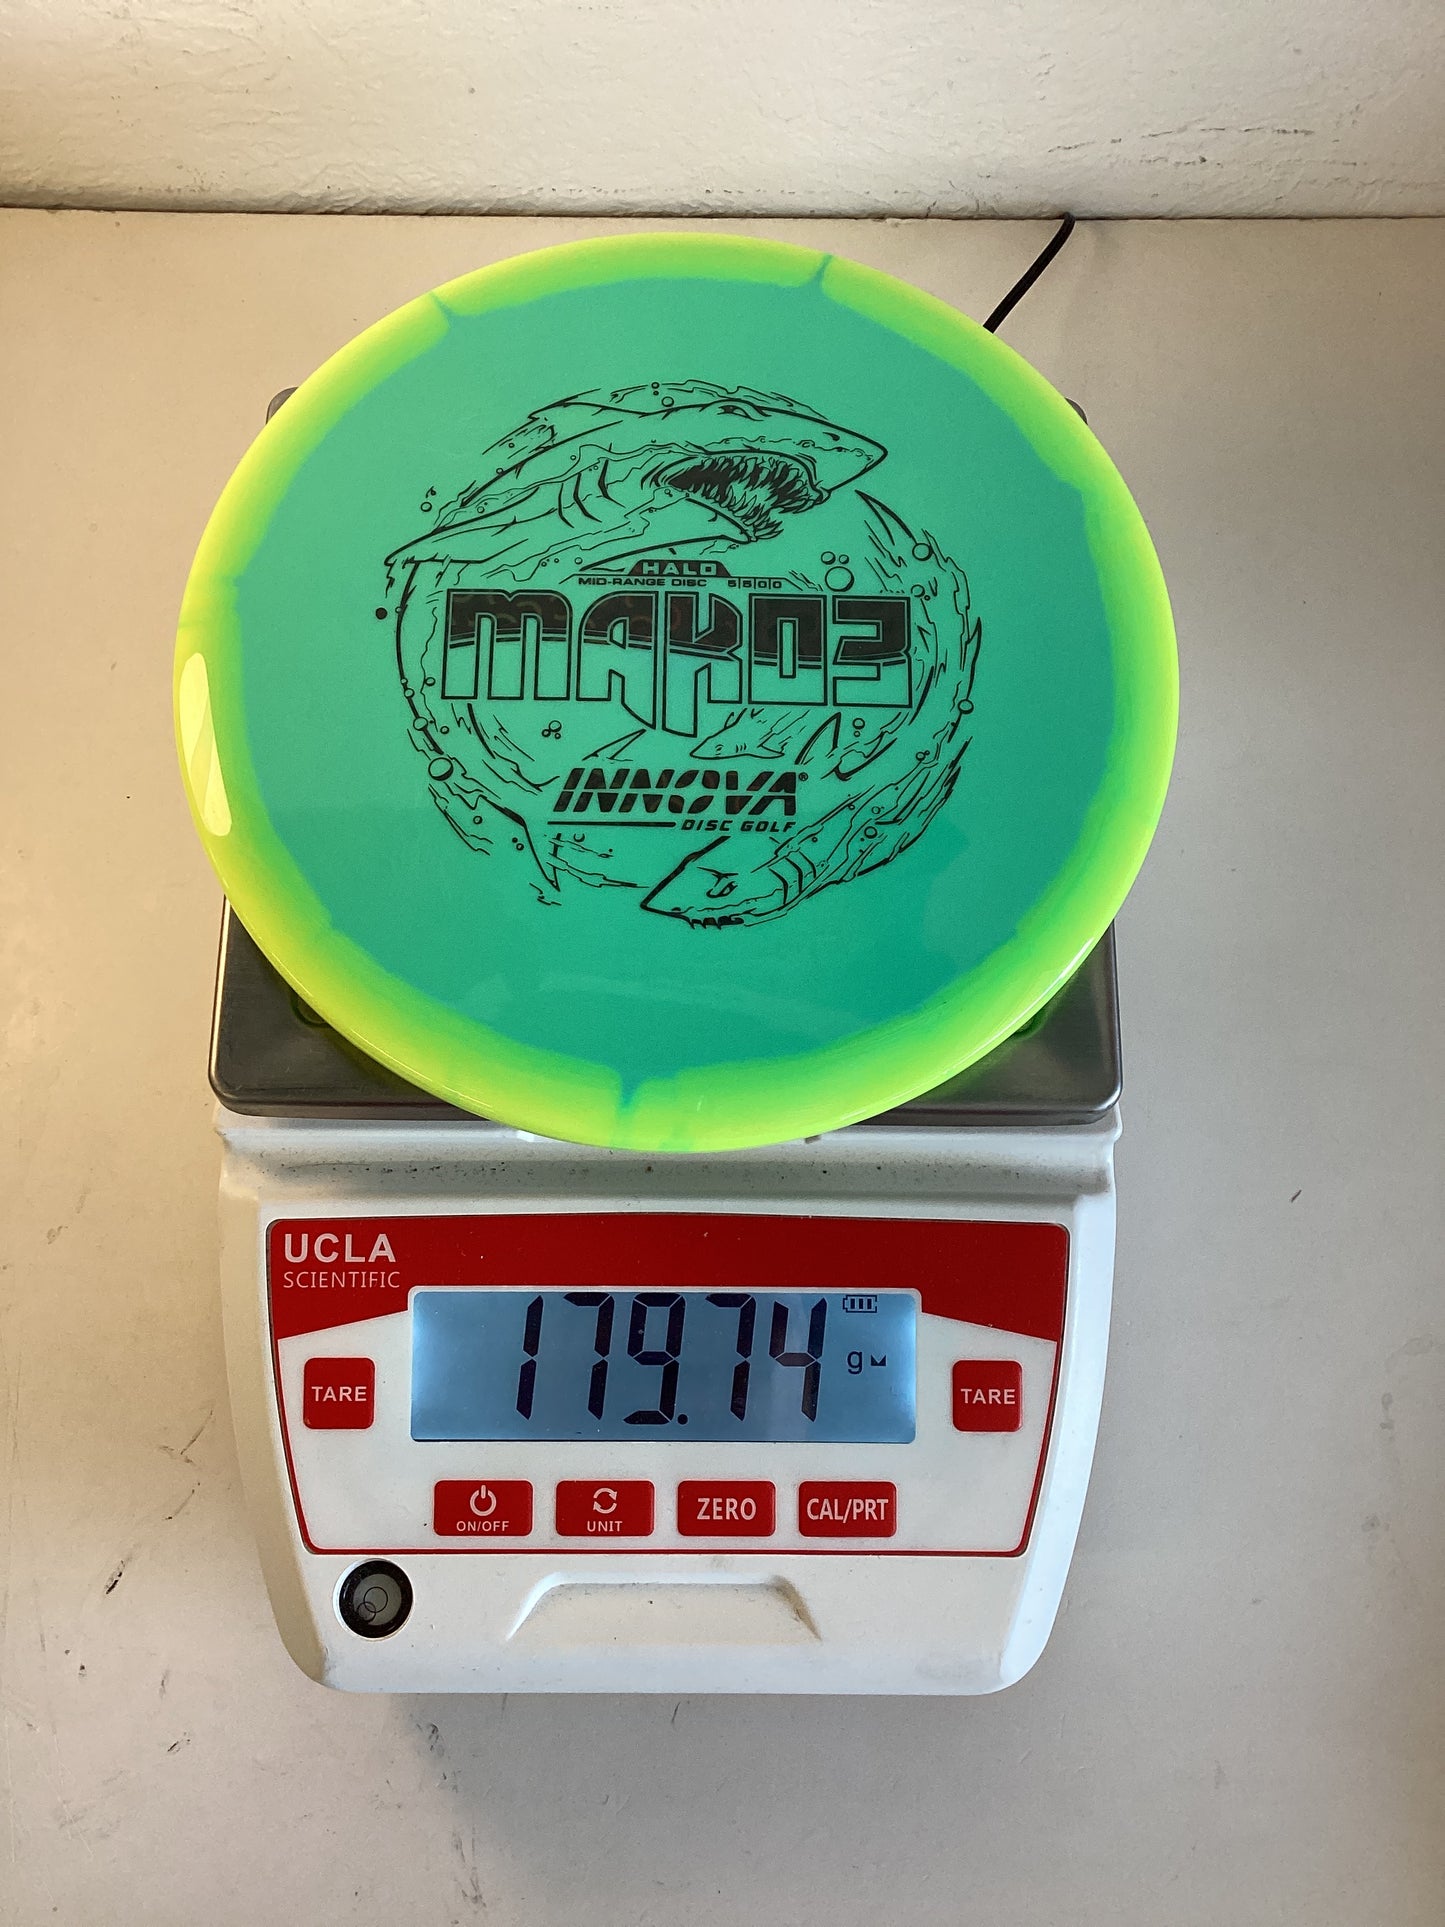 HALO
MID-RANGE DISC 5|5|0|0
MAKO3
INNOVA®
DISC GOLF
UCLA
SCIENTIFIC
179.74 g
TARE
TARE
ON/OFF
UNIT
ZERO
CAL/PRT